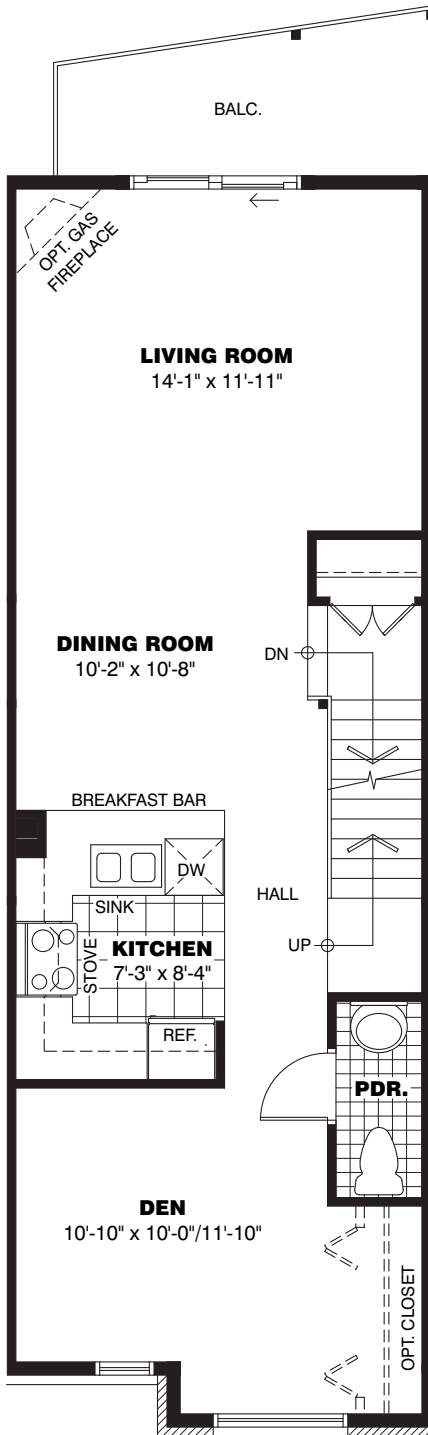 BALC.
OPT. GAS
FIREPLACE
LIVING ROOM
14'-1" x 11'-11"
DINING ROOM
10'-2" x 10'-8"
DN
BREAKFAST BAR
DW
SINK
HALL
STOVE
KITCHEN
7'-3" x 8'-4"
UP
REF.
PDR.
DEN
10'-10" x 10'-0"/11'-10"
OPT. CLOSET